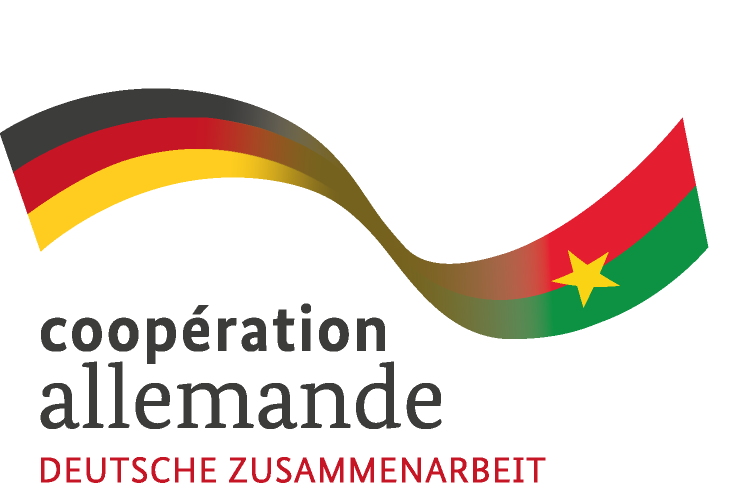 coopération
allemande
DEUTSCHE ZUSAMMENARBEIT